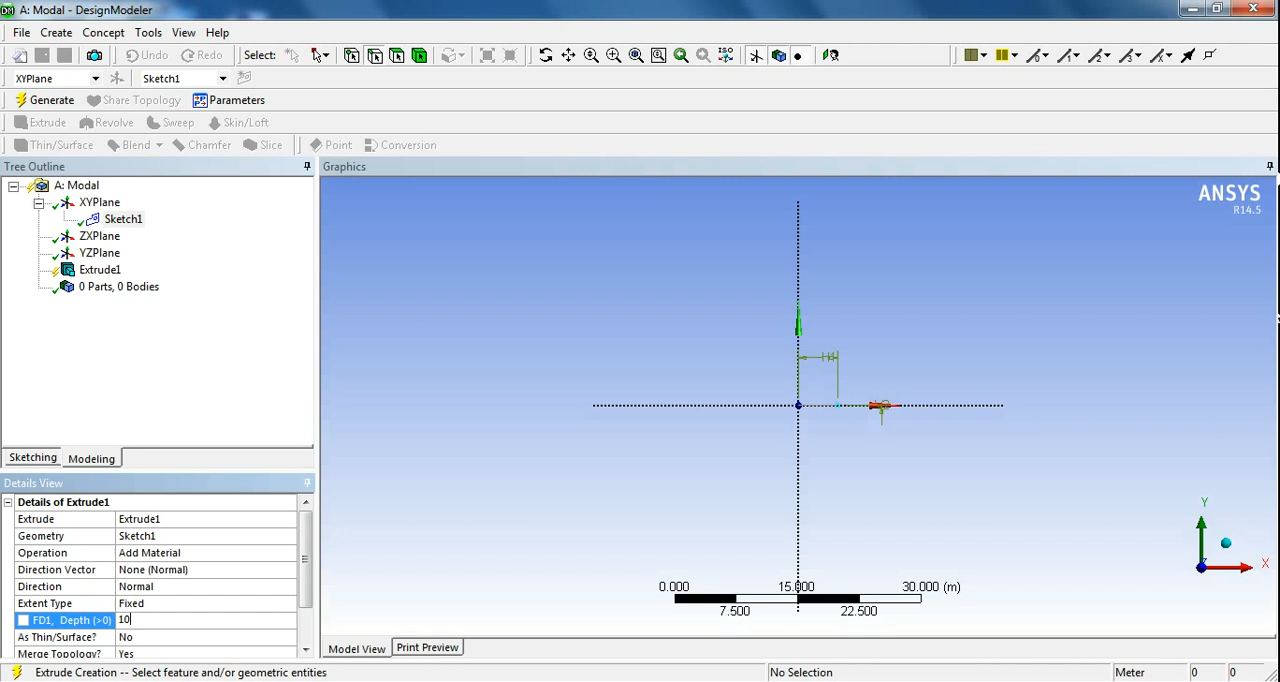 A: Modal - DesignModeler
File Create Concept Tools View Help
Undo Redo Select: ISO
XYPlane Sketch1
Generate Share Topology Parameters
Extrude Revolve Sweep Skin/Loft
Thin/Surface Blend Chamfer Slice Point Conversion
Tree Outline
A: Modal
XYPlane
Sketch1
ZXPlane
YZPlane
Extrude1
0 Parts, 0 Bodies
Sketching Modeling
Details View
Details of Extrude1
Extrude Extrude1
Geometry Sketch1
Operation Add Material
Direction Vector None (Normal)
Direction Normal
Extent Type Fixed
FD1, Depth (>0) 10
As Thin/Surface? No
Merge Topology? Yes
Graphics
ANSYS
R14.5
Y
X
0.000 15.000 30.000 (m)
7.500 22.500
Model View Print Preview
Extrude Creation -- Select feature and/or geometric entities No Selection Meter 0 0